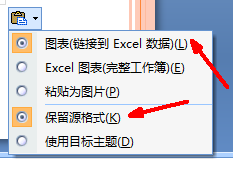 图表(链接到 Excel 数据)(L)
Excel 图表(完整工作簿)(E)
粘贴为图片(P)
保留源格式(K)
使用目标主题(D)